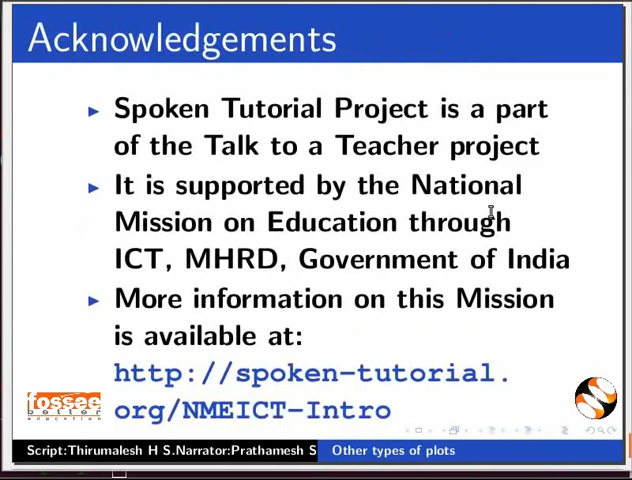 Acknowledgements
Spoken Tutorial Project is a part
of the Talk to a Teacher project
It is supported by the National
Mission on Education through
ICT, MHRD, Government of India
More information on this Mission
is available at:
http://spoken-tutorial.
org/NMEICT-Intro
fossee
better
education
Script:Thirumalesh H S.Narrator:Prathamesh S
Other types of plots